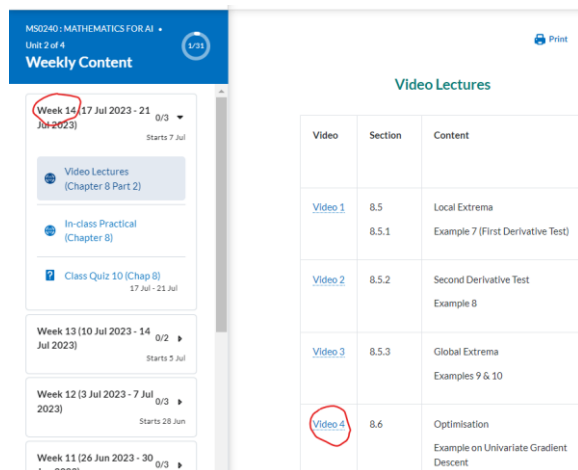 MS0240 : MATHEMATICS FOR AI •
Unit 2 of 4
Weekly Content
1/31
Week 14 (17 Jul 2023 - 21
Jul 2023)
0/3
Starts 7 Jul
Video Lectures
(Chapter 8 Part 2)
In-class Practical
(Chapter 8)
Class Quiz 10 (Chap 8)
17 Jul - 21 Jul
Week 13 (10 Jul 2023 - 14
Jul 2023)
0/2
Starts 5 Jul
Week 12 (3 Jul 2023 - 7 Jul
2023)
0/3
Starts 28 Jun
Week 11 (26 Jun 2023 - 30
0/3
Print
Video Lectures
Video Section Content
Video 1 8.5 Local Extrema
8.5.1 Example 7 (First Derivative Test)
Video 2 8.5.2 Second Derivative Test
Example 8
Video 3 8.5.3 Global Extrema
Examples 9 & 10
Video 4 8.6 Optimisation
Example on Univariate Gradient
Descent